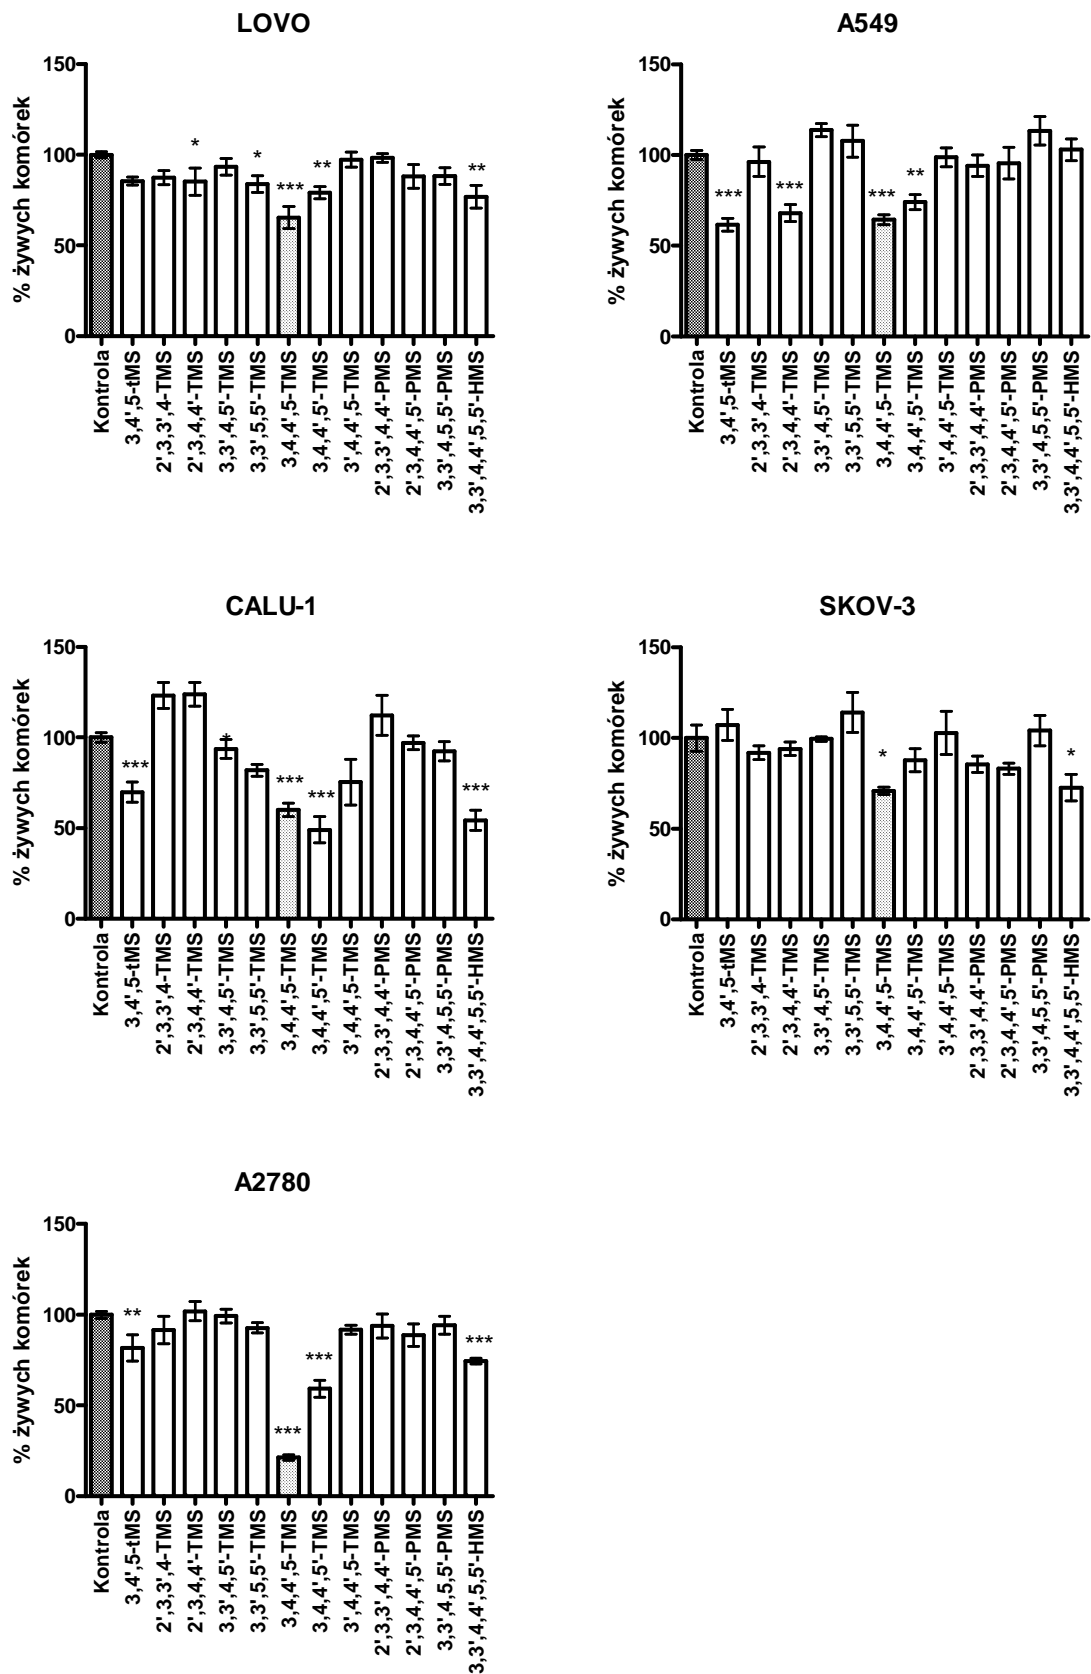 LOVO
150
100
50
0
% żywych komórek
*
*
***
**
**
Kontrola
3,4',5-tMS
2',3,3',4-TMS
2',3,4,4'-TMS
3,3',4,5'-TMS
3,3',5,5'-TMS
3,4,4',5-TMS
3,4,4',5'-TMS
3',4,4',5-TMS
2',3,3',4,4'-PMS
2',3,4,4',5'-PMS
3,3',4,5,5'-PMS
3,3',4,4',5,5'-HMS
A549
150
100
50
0
% żywych komórek
***
***
***
**
Kontrola
3,4',5-tMS
2',3,3',4-TMS
2',3,4,4'-TMS
3,3',4,5'-TMS
3,3',5,5'-TMS
3,4,4',5-TMS
3,4,4',5'-TMS
3',4,4',5-TMS
2',3,3',4,4'-PMS
2',3,4,4',5'-PMS
3,3',4,5,5'-PMS
3,3',4,4',5,5'-HMS
CALU-1
150
100
50
0
% żywych komórek
***
*
***
***
***
Kontrola
3,4',5-tMS
2',3,3',4-TMS
2',3,4,4'-TMS
3,3',4,5'-TMS
3,3',5,5'-TMS
3,4,4',5-TMS
3,4,4',5'-TMS
3',4,4',5-TMS
2',3,3',4,4'-PMS
2',3,4,4',5'-PMS
3,3',4,5,5'-PMS
3,3',4,4',5,5'-HMS
SKOV-3
150
100
50
0
% żywych komórek
*
*
Kontrola
3,4',5-tMS
2',3,3',4-TMS
2',3,4,4'-TMS
3,3',4,5'-TMS
3,3',5,5'-TMS
3,4,4',5-TMS
3,4,4',5'-TMS
3',4,4',5-TMS
2',3,3',4,4'-PMS
2',3,4,4',5'-PMS
3,3',4,5,5'-PMS
3,3',4,4',5,5'-HMS
A2780
150
100
50
0
% żywych komórek
**
***
***
***
Kontrola
3,4',5-tMS
2',3,3',4-TMS
2',3,4,4'-TMS
3,3',4,5'-TMS
3,3',5,5'-TMS
3,4,4',5-TMS
3,4,4',5'-TMS
3',4,4',5-TMS
2',3,3',4,4'-PMS
2',3,4,4',5'-PMS
3,3',4,5,5'-PMS
3,3',4,4',5,5'-HMS